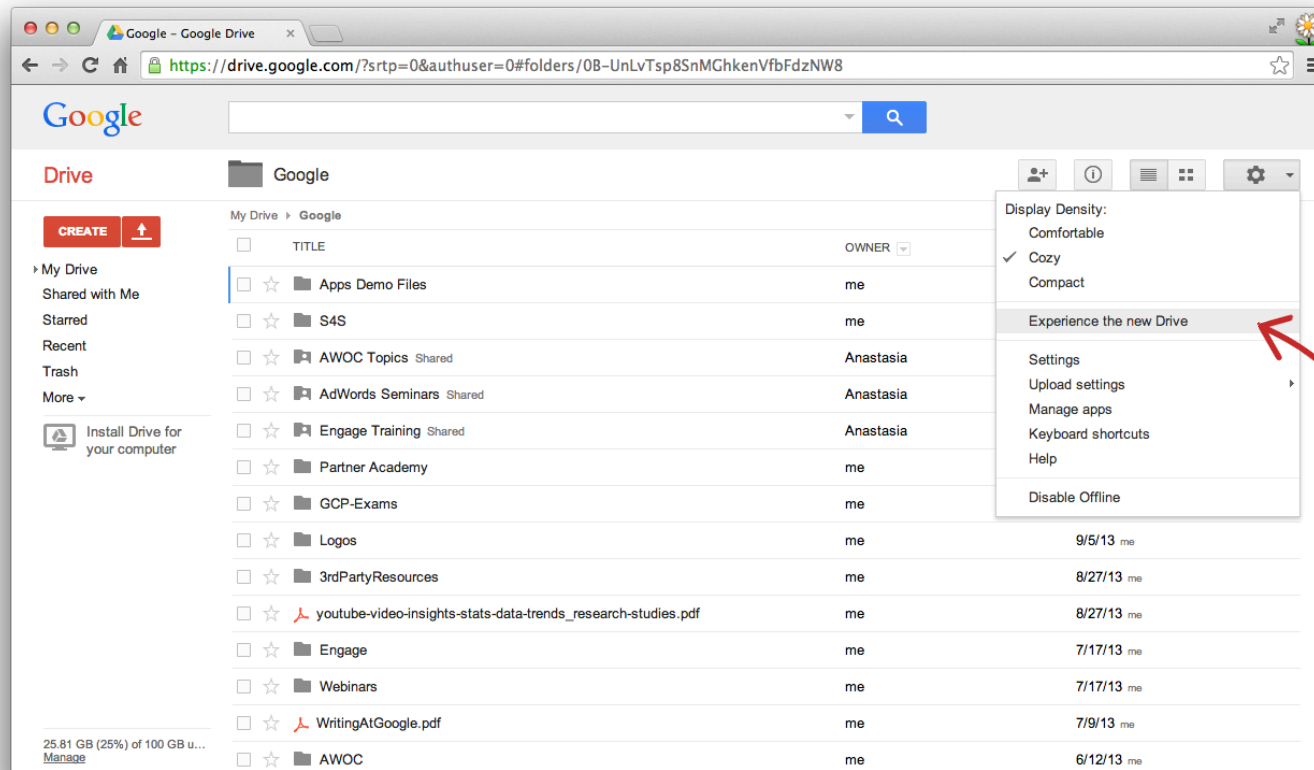 Google – Google Drive
https://drive.google.com/?srtp=0&authuser=0#folders/0B-UnLvTsp8SnMGhkenVfbFdzNW8
Google
Drive
Google
CREATE
My Drive
Shared with Me
Starred
Recent
Trash
More
Install Drive for
your computer
25.81 GB (25%) of 100 GB u...
Manage
My Drive Google
TITLE OWNER
Apps Demo Files me
S4S me
AWOC Topics Shared Anastasia
AdWords Seminars Shared Anastasia
Engage Training Shared Anastasia
Partner Academy me
GCP-Exams me
Logos me 9/5/13 me
3rdPartyResources me 8/27/13 me
youtube-video-insights-stats-data-trends_research-studies.pdf me 8/27/13 me
Engage me 7/17/13 me
Webinars me 7/17/13 me
WritingAtGoogle.pdf me 7/9/13 me
AWOC me 6/12/13 me
Display Density:
Comfortable
Cozy
Compact
Experience the new Drive
Settings
Upload settings
Manage apps
Keyboard shortcuts
Help
Disable Offline